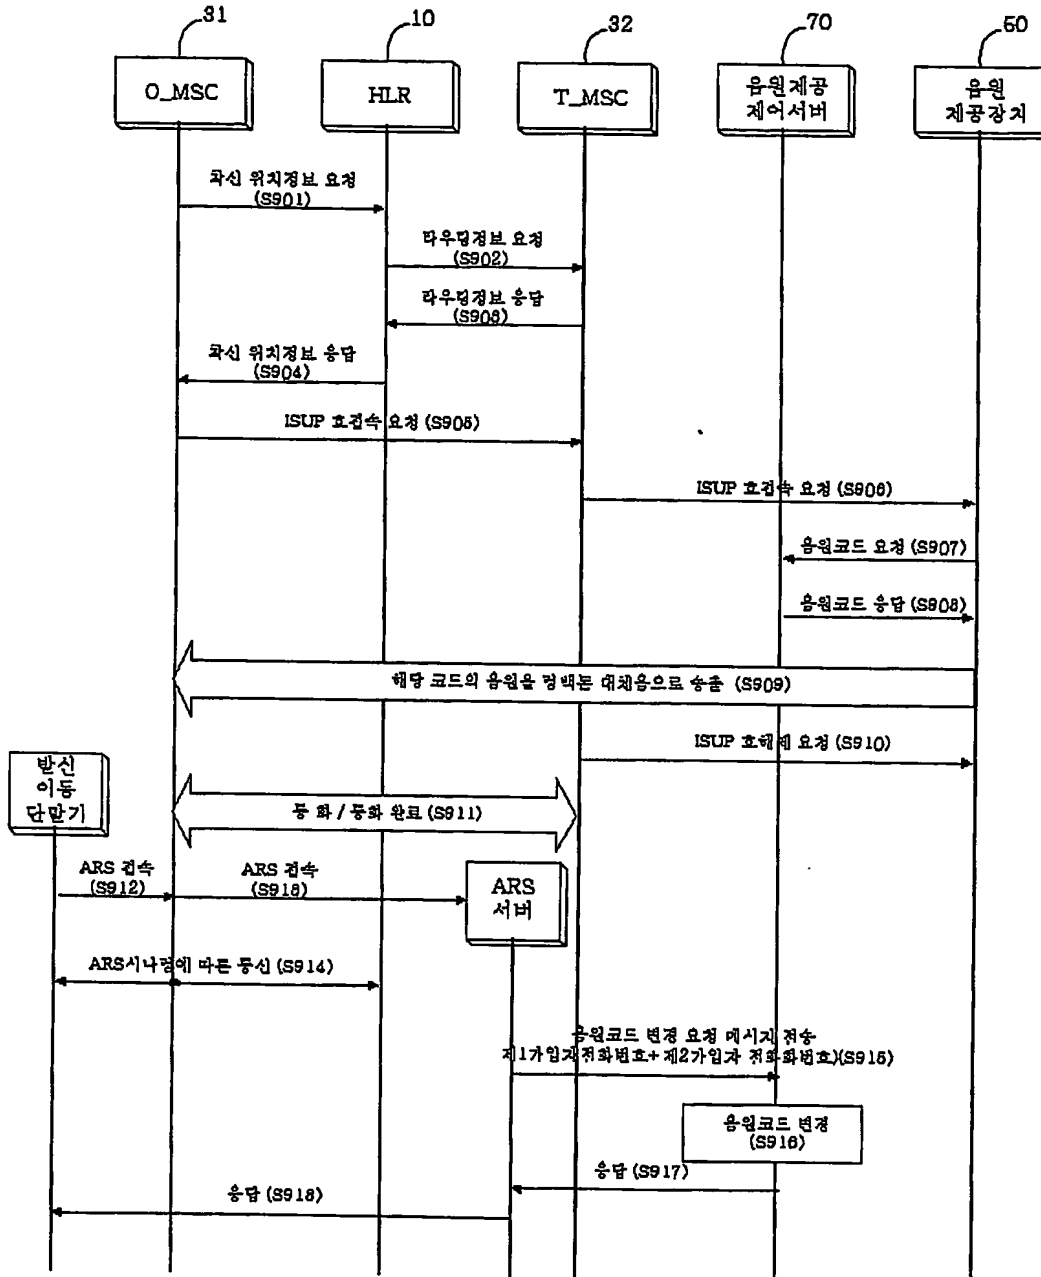 31
10
32
70
60
O_MSC
HLR
T_MSC
음원제공
제어서버
음원
제공장치
착신 위치정보 요청
(S901)
라우팅정보 요청
(S902)
라우팅정보 응답
(S903)
착신 위치정보 응답
(S904)
ISUP 호접속 요청 (S905)
ISUP 호접속 요청 (S906)
음원코드 요청 (S907)
음원코드 응답 (S908)
해당 코드의 음원을 링백톤 대체음으로 송출 (S909)
ISUP 호해제 요청 (S910)
발신
이동
단말기
통 화 / 통화 완료 (S911)
ARS 접속
(S912)
ARS 접속
(S913)
ARS
서버
ARS시나리에 따른 통신 (S914)
음원코드 변경 요청 메시지 전송
제1가입자전화번호+ 제2가입자 전화화번호)(S915)
음원코드 변경
(S916)
응답 (S917)
응답 (S918)